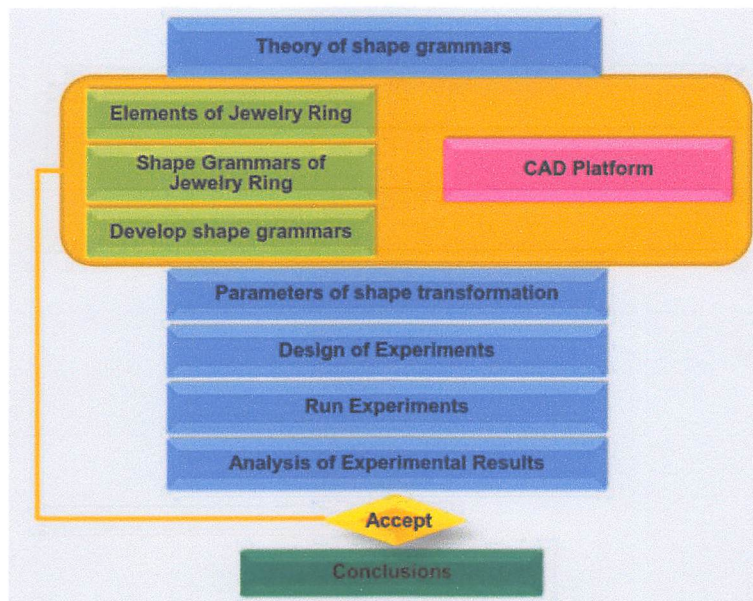 Theory of shape grammars
Elements of Jewelry Ring
Shape Grammars of
Jewelry Ring
Develop shape grammars
CAD Platform
Parameters of shape transformation
Design of Experiments
Run Experiments
Analysis of Experimental Results
Accept
Conclusions